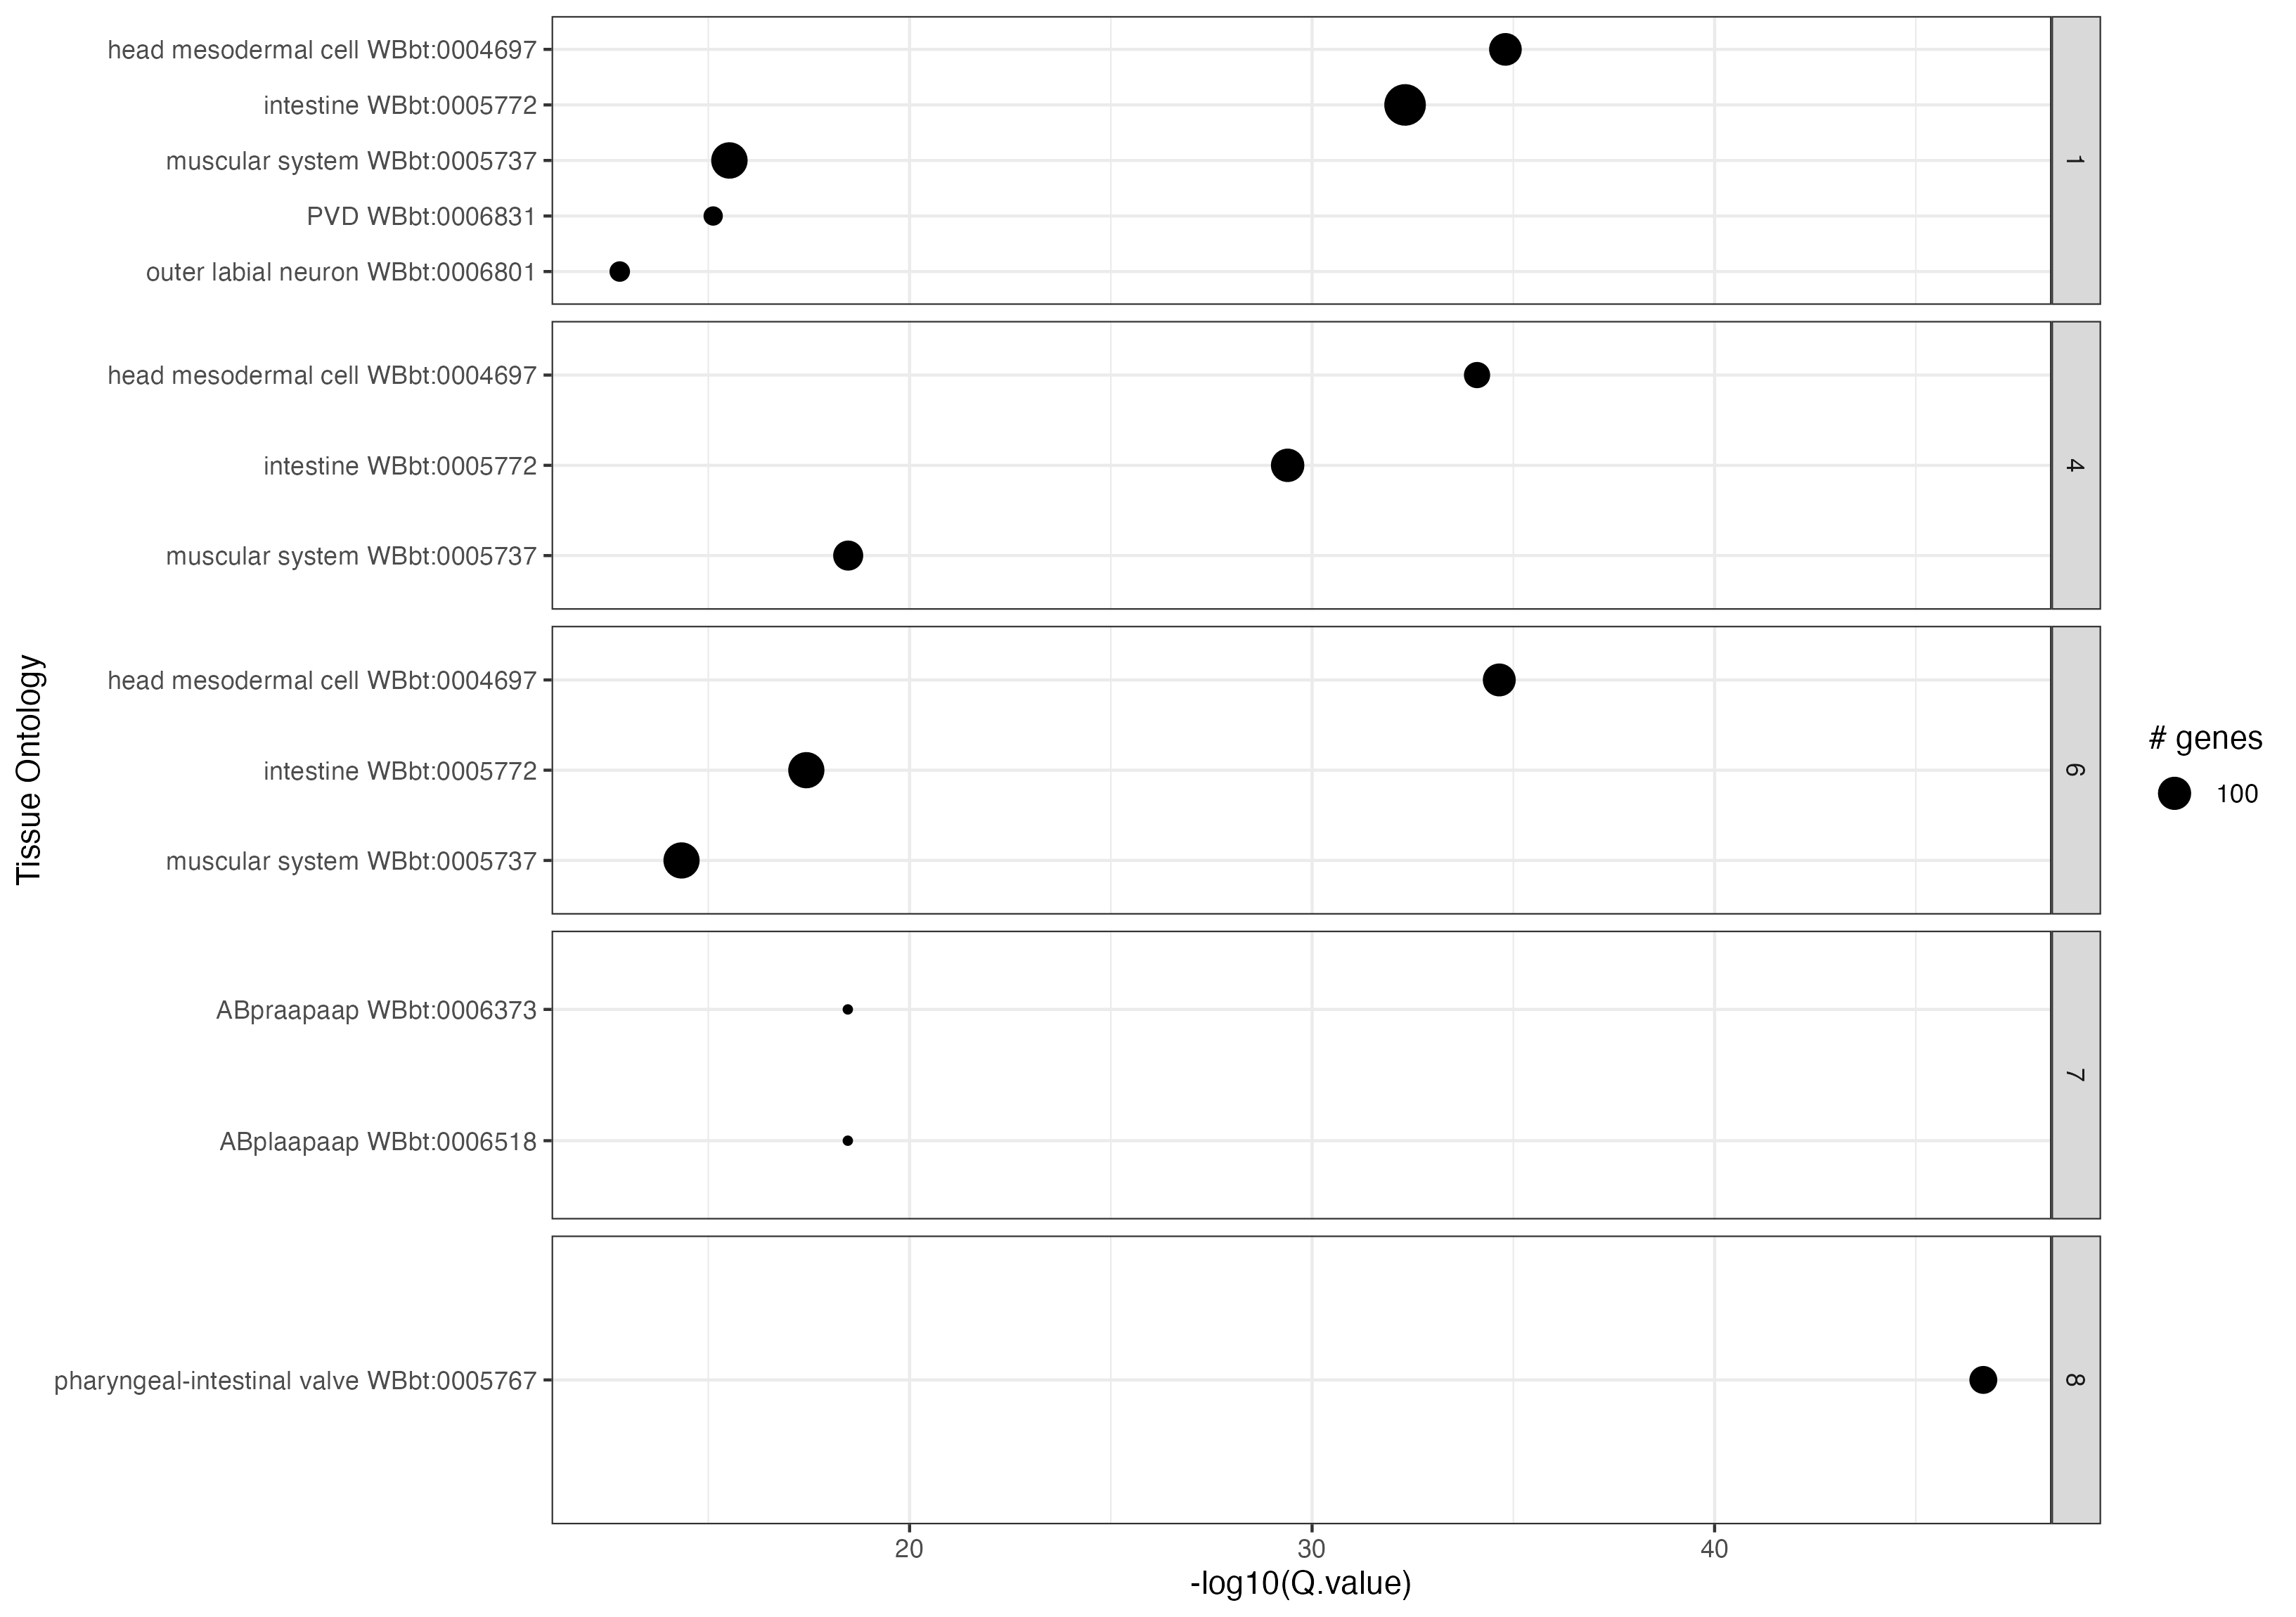 head mesodermal cell WBbt:0004697
intestine WBbt:0005772
muscular system WBbt:0005737
PVD WBbt:0006831
outer labial neuron WBbt:0006801
1
head mesodermal cell WBbt:0004697
intestine WBbt:0005772
muscular system WBbt:0005737
4
head mesodermal cell WBbt:0004697
intestine WBbt:0005772
muscular system WBbt:0005737
6
ABpraapaap WBbt:0006373
ABplaapaap WBbt:0006518
7
pharyngeal-intestinal valve WBbt:0005767
8
Tissue Ontology
20 30 40
-log10(Q.value)
# genes
100